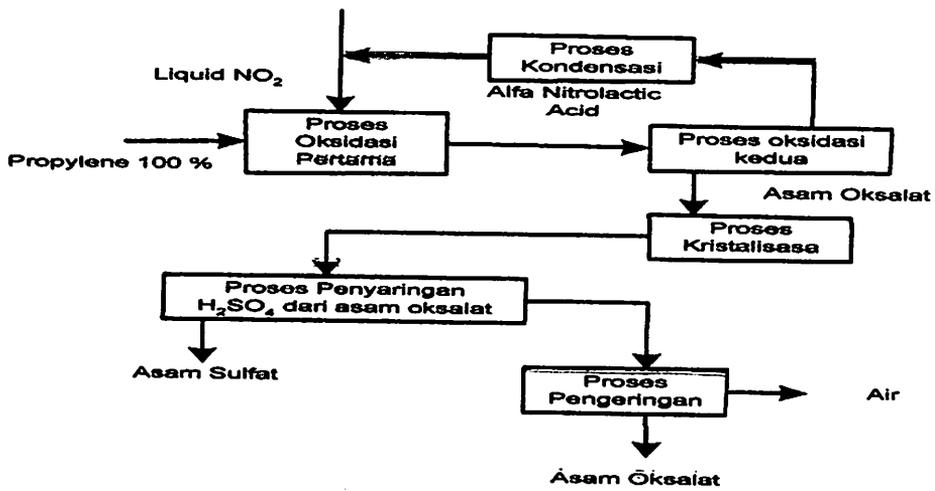 Proses
Kondensasi
Liquid NO₂
Alfa Nitrolactic
Acid
Proses
Oksidasi
Pertama
Propylene 100 %
Proses oksidasi
kedua
Asam Oksalat
Proses
Kristalisasa
Proses Penyaringan
H₂SO₄ dari asam oksalat
Asam Sulfat
Proses
Pengeringan
Air
Asam Oksalat